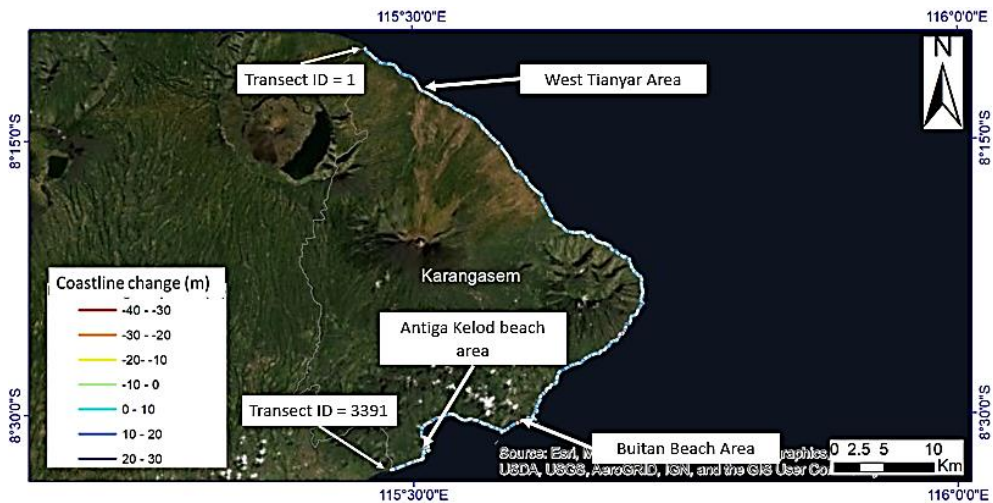 115°30'0"E
116°0'0"E
Transect ID = 1
West Tianyar Area
N
8°15'0"S
8°15'0"S
Karangasem
Coastline change (m)
-40 - -30
-30 - -20
-20- -10
-10 - 0
0 - 10
10 - 20
20 - 30
Antiga Kelod beach
area
Transect ID = 3391
8°30'0"S
8°30'0"S
Buitan Beach Area
0 2.5 5 10
Km
Source: Esri,
USDA, USGS, AeroGRID, IGN, and the GIS User
115°30'0"E
116°0'0"E